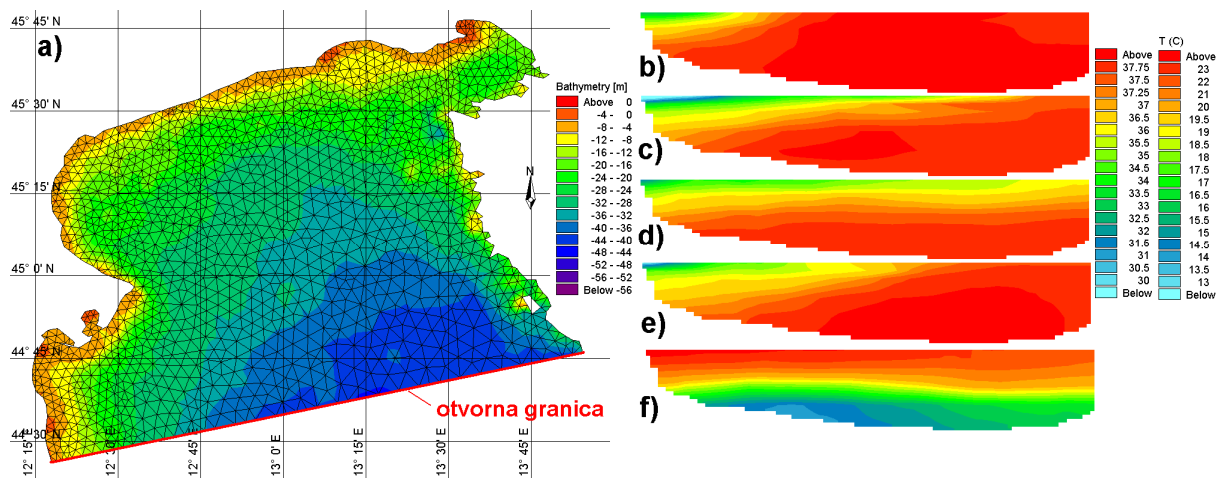 a)
45° 45' N
45° 30' N
45° 15' N
45° 0' N
44° 45' N
44° 30' N
12° 15' E
12° 30' E
12° 45' E
13° 0' E
13° 15' E
13° 30' E
13° 45' E
N
otvorna granica
Bathymetry [m]
Above 0
-4 - 0
-8 - -4
-12 - -8
-16 - -12
-20 - -16
-24 - -20
-28 - -24
-32 - -28
-36 - -32
-40 - -36
-44 - -40
-48 - -44
-52 - -48
-56 - -52
Below -56
b)
c)
d)
e)
f)
Above
37.75
37.5
37.25
37
36.5
36
35.5
35
34.5
34
33.5
33
32.5
32
31.6
31
30.5
30
Below
T (C)
Above
23
22
21
20
19.5
19
18.5
18
17.5
17
16.5
16
15.5
15
14.5
14
13.5
13
Below